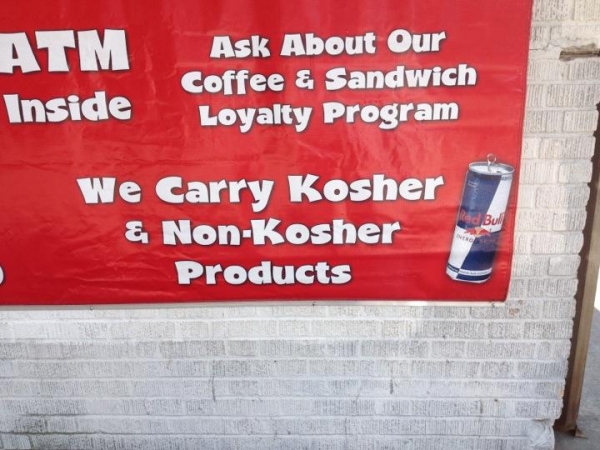 ATM
Inside
Ask About Our
Coffee & Sandwich
Loyalty Program
We Carry Kosher
& Non-Kosher
Products
Red Bull